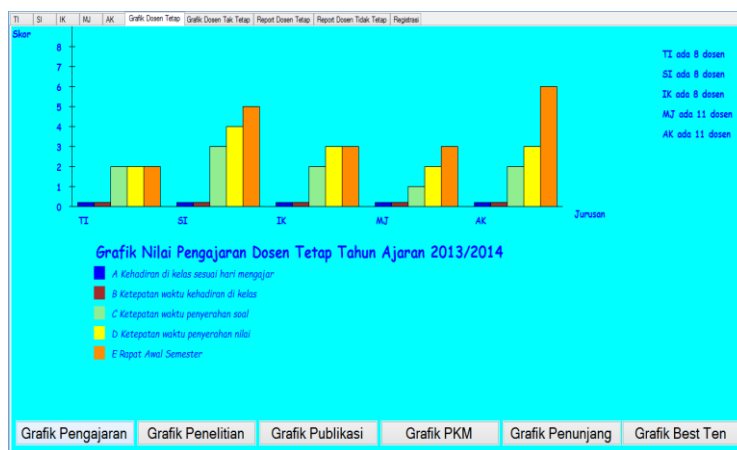 TI SI IK MJ AK Grafik Dosen Tetap Grafik Dosen Tak Tetap Report Dosen Tetap Report Dosen Tidak Tetap Registrasi
Skor
8
7
6
5
4
3
2
1
0
TI SI IK MJ AK
Jurusan
TI ada 8 dosen
SI ada 8 dosen
IK ada 8 dosen
MJ ada 11 dosen
AK ada 11 dosen
Grafik Nilai Pengajaran Dosen Tetap Tahun Ajaran 2013/2014
A Kehadiran di kelas sesuai hari mengajar
B Ketepatan waktu kehadiran di kelas
C Ketepatan waktu penyerahan soal
D Ketepatan waktu penyerahan nilai
E Rapat Awal Semester
Grafik Pengajaran Grafik Penelitian Grafik Publikasi Grafik PKM Grafik Penunjang Grafik Best Ten